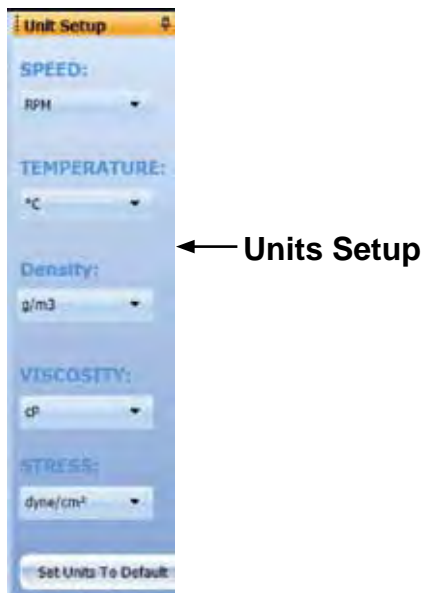 Unit Setup
SPEED:
RPM
TEMPERATURE:
°C
Units Setup
Density:
g/m3
VISCOSITY:
cP
STRESS:
dyne/cm²
Set Units To Default